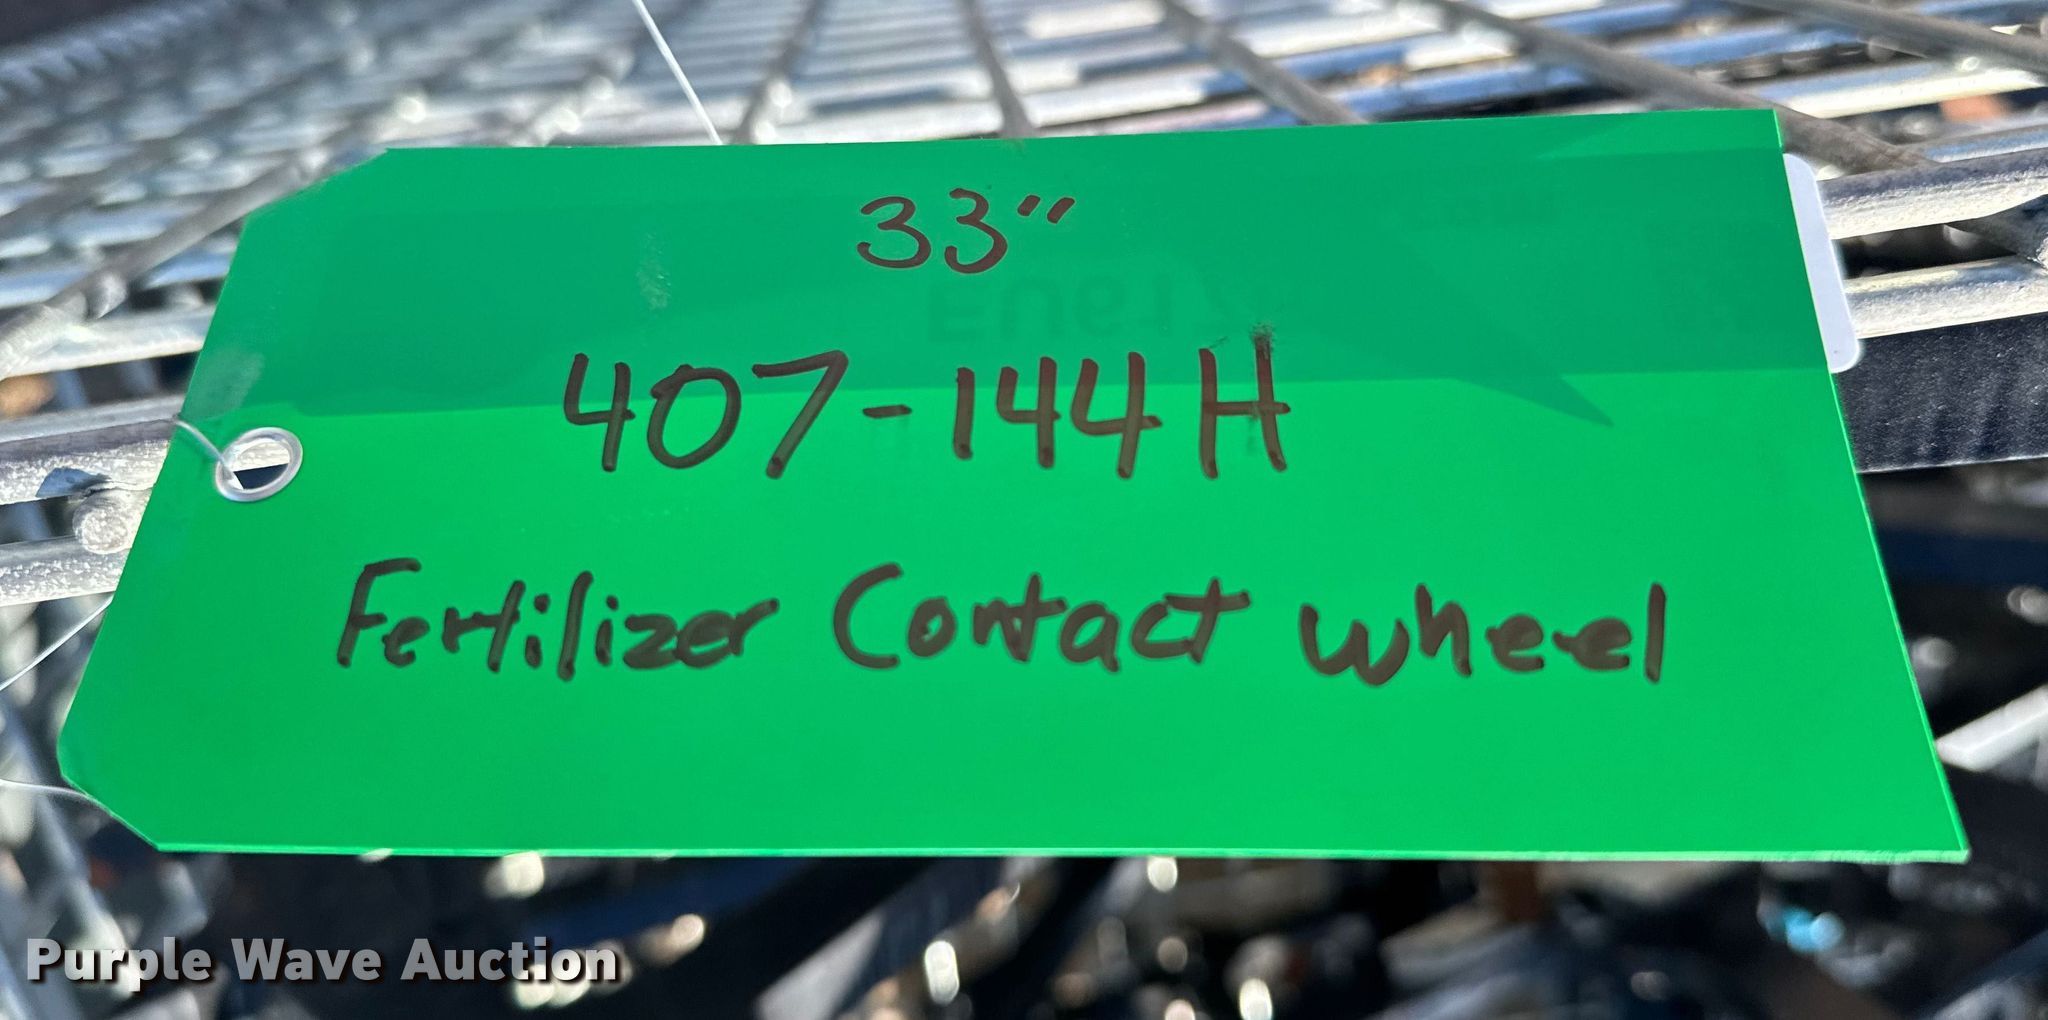 33"
407-144H
Fertilizer Contact Wheel
Purple Wave Auction